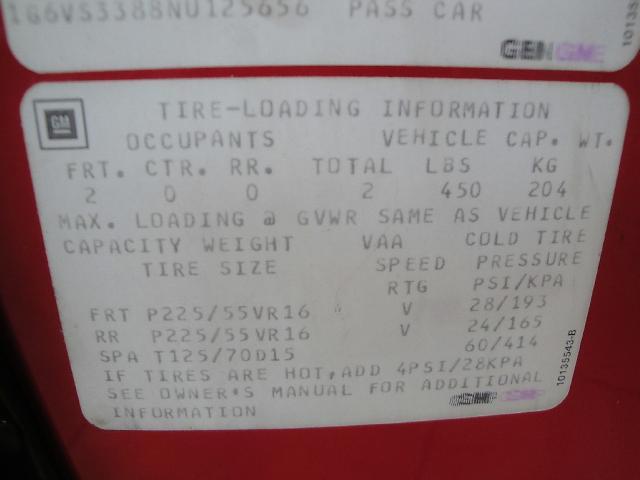 1G6VS3388NU125656 PASS CAR
GEN GM
10135
GM
TIRE-LOADING INFORMATION
OCCUPANTS VEHICLE CAP. WT.
FRT. CTR. RR. TOTAL LBS KG
2 0 0 2 450 204
MAX. LOADING @ GVWR SAME AS VEHICLE
CAPACITY WEIGHT VAA COLD TIRE
TIRE SIZE SPEED PRESSURE
RTG PSI/KPA
FRT P225/55VR16 V 28/193
RR P225/55VR16 V 24/165
SPA T125/70D15 60/414
IF TIRES ARE HOT, ADD 4PSI/28KPA
SEE OWNER'S MANUAL FOR ADDITIONAL
INFORMATION
10135543-B